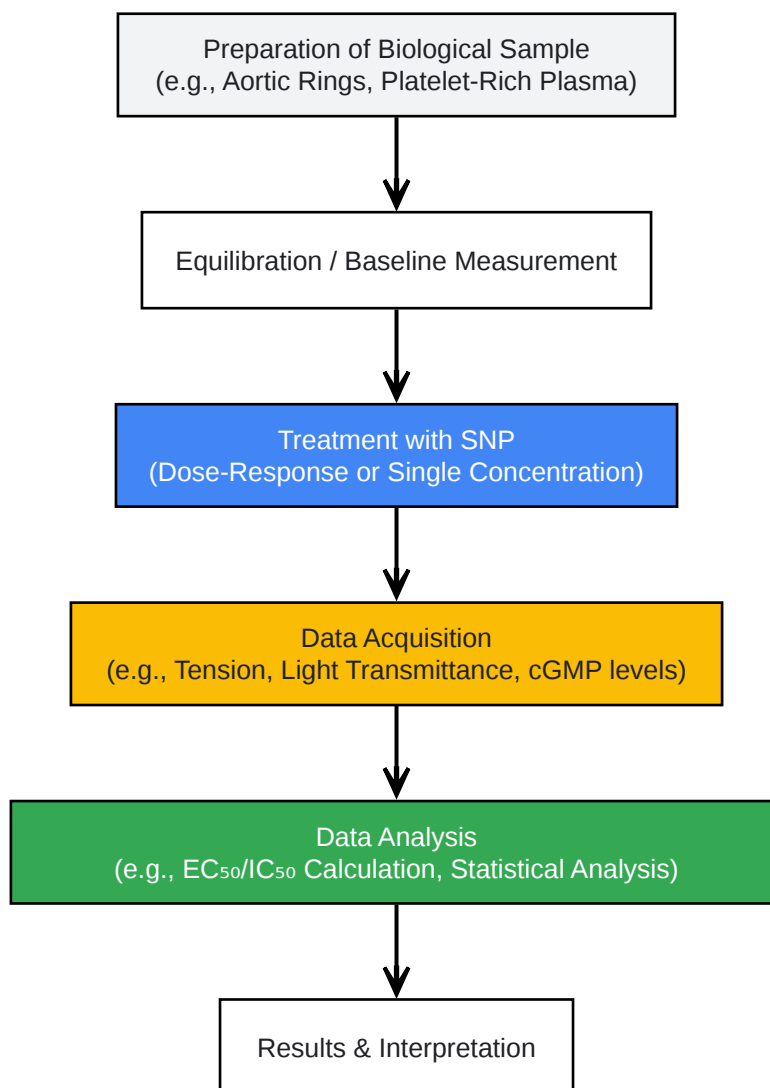 Preparation of Biological Sample
(e.g., Aortic Rings, Platelet-Rich Plasma)
Equilibration / Baseline Measurement
Treatment with SNP
(Dose-Response or Single Concentration)
Data Acquisition
(e.g., Tension, Light Transmittance, cGMP levels)
Data Analysis
(e.g., EC₅₀/IC₅₀ Calculation, Statistical Analysis)
Results & Interpretation